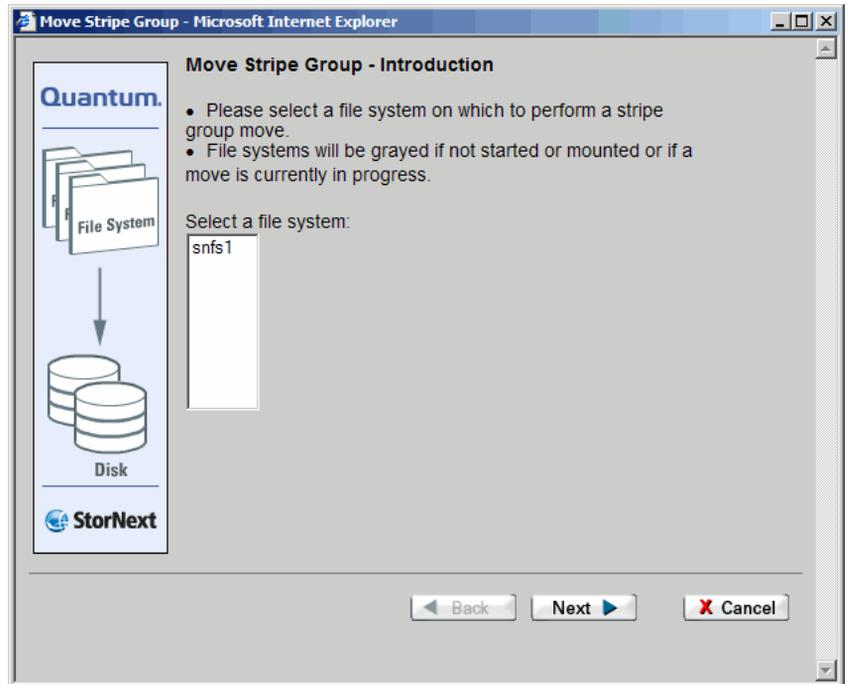 Move Stripe Group - Microsoft Internet Explorer
Move Stripe Group - Introduction
Quantum.
• Please select a file system on which to perform a stripe
group move.
• File systems will be grayed if not started or mounted or if a
move is currently in progress.
F
F
File System
Select a file system:
snfs1
Disk
StorNext
Back
Next
X Cancel